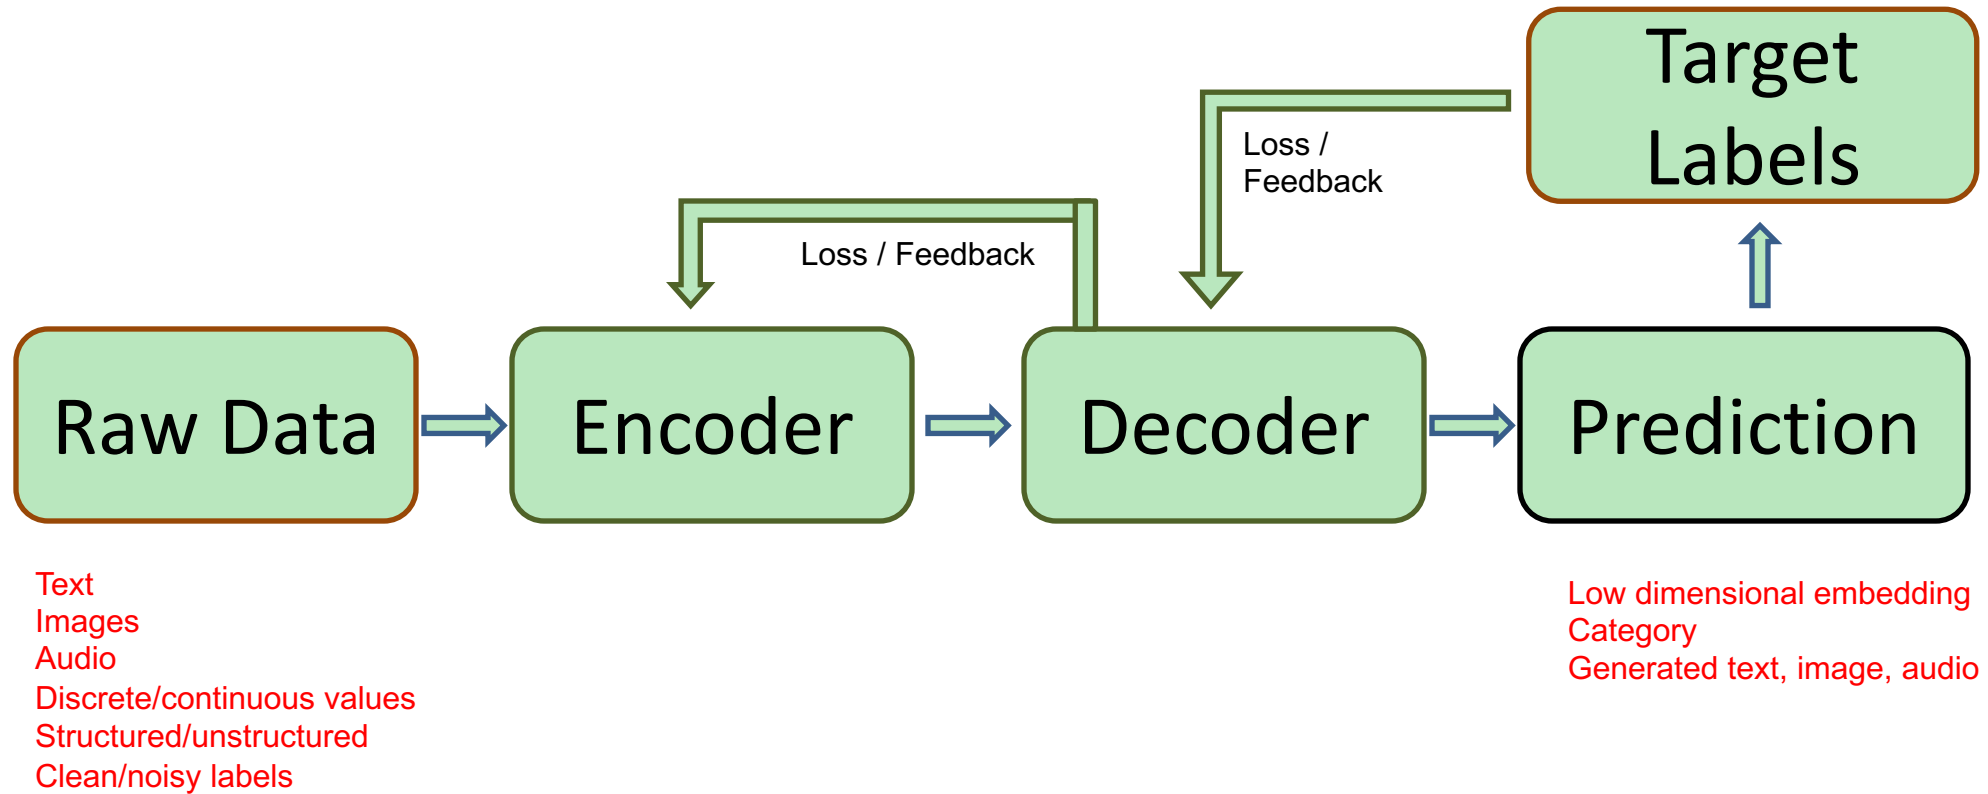 Target
Labels
Loss /
Feedback
Loss / Feedback
Raw Data
Encoder
Decoder
Prediction
Text
Images
Audio
Discrete/continuous values
Structured/unstructured
Clean/noisy labels
Low dimensional embedding
Category
Generated text, image, audio